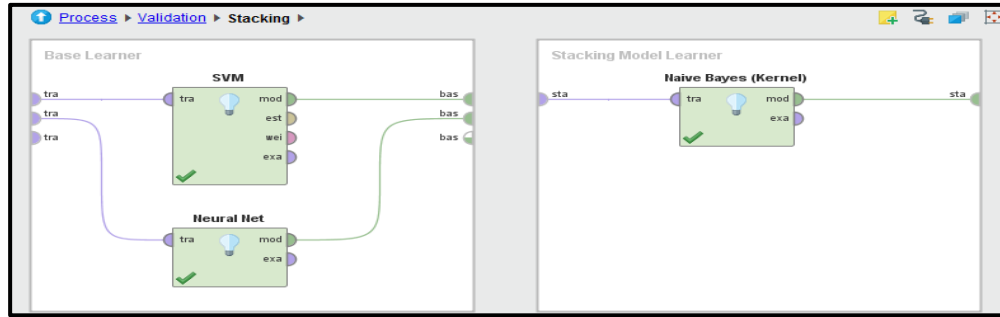 Process ▸ Validation ▸ Stacking ▸
Base Learner
SVM
tra
tra
tra
tra
mod
est
wei
exa
bas
bas
bas
Neural Net
tra
mod
exa
Stacking Model Learner
Naive Bayes (Kernel)
sta
tra
mod
exa
sta